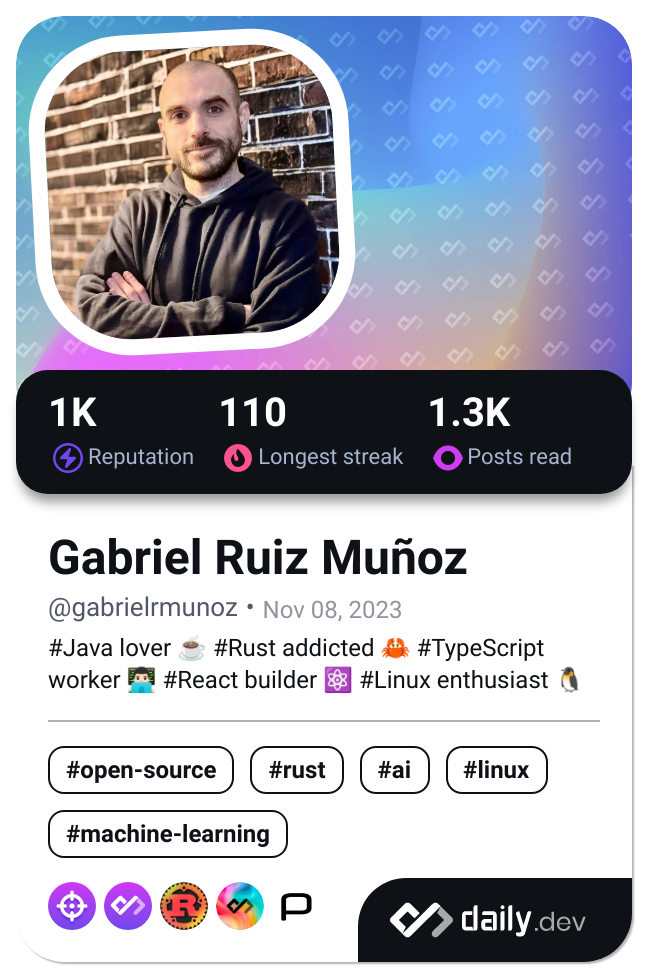 1K 110 1.3K
Reputation Longest streak Posts read
Gabriel Ruiz Muñoz
@gabrielrmunoz • Nov 08, 2023
#Java lover ☕ #Rust addicted 🦀 #TypeScript
worker 👨🏻‍💻 #React builder ⚛️ #Linux enthusiast 🐧
#open-source #rust #ai #linux
#machine-learning
R
daily.dev